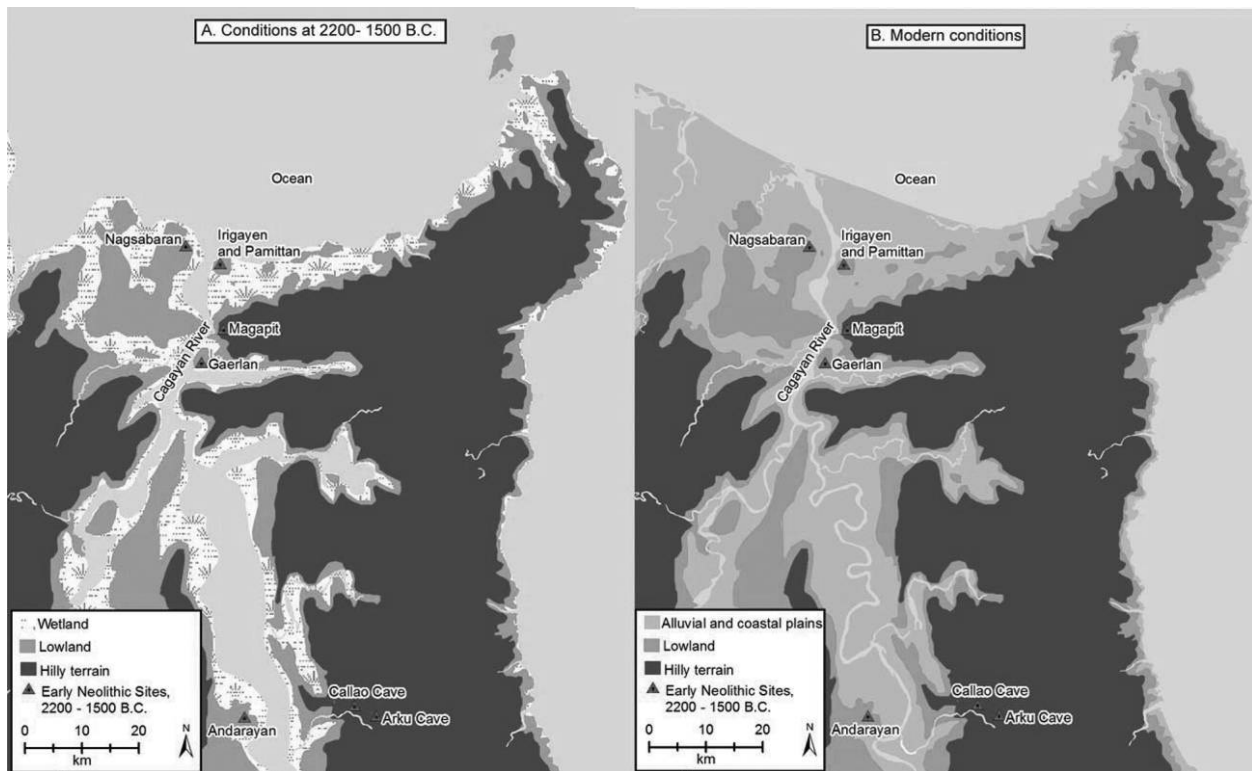 A. Conditions at 2200- 1500 B.C.
Ocean
Nagsabaran
Irigayen
and Pamittan
Magapit
Cagayan River
Gaerlan
Callao Cave
Arku Cave
Andarayan
Wetland
Lowland
Hilly terrain
Early Neolithic Sites,
2200 - 1500 B.C.
0 10 20
km
N
B. Modern conditions
Ocean
Nagsabaran
Irigayen
and Pamittan
Magapit
Cagayan River
Gaerlan
Callao Cave
Arku Cave
Andarayan
Alluvial and coastal plains
Lowland
Hilly terrain
Early Neolithic Sites,
2200 - 1500 B.C.
0 10 20
km
N